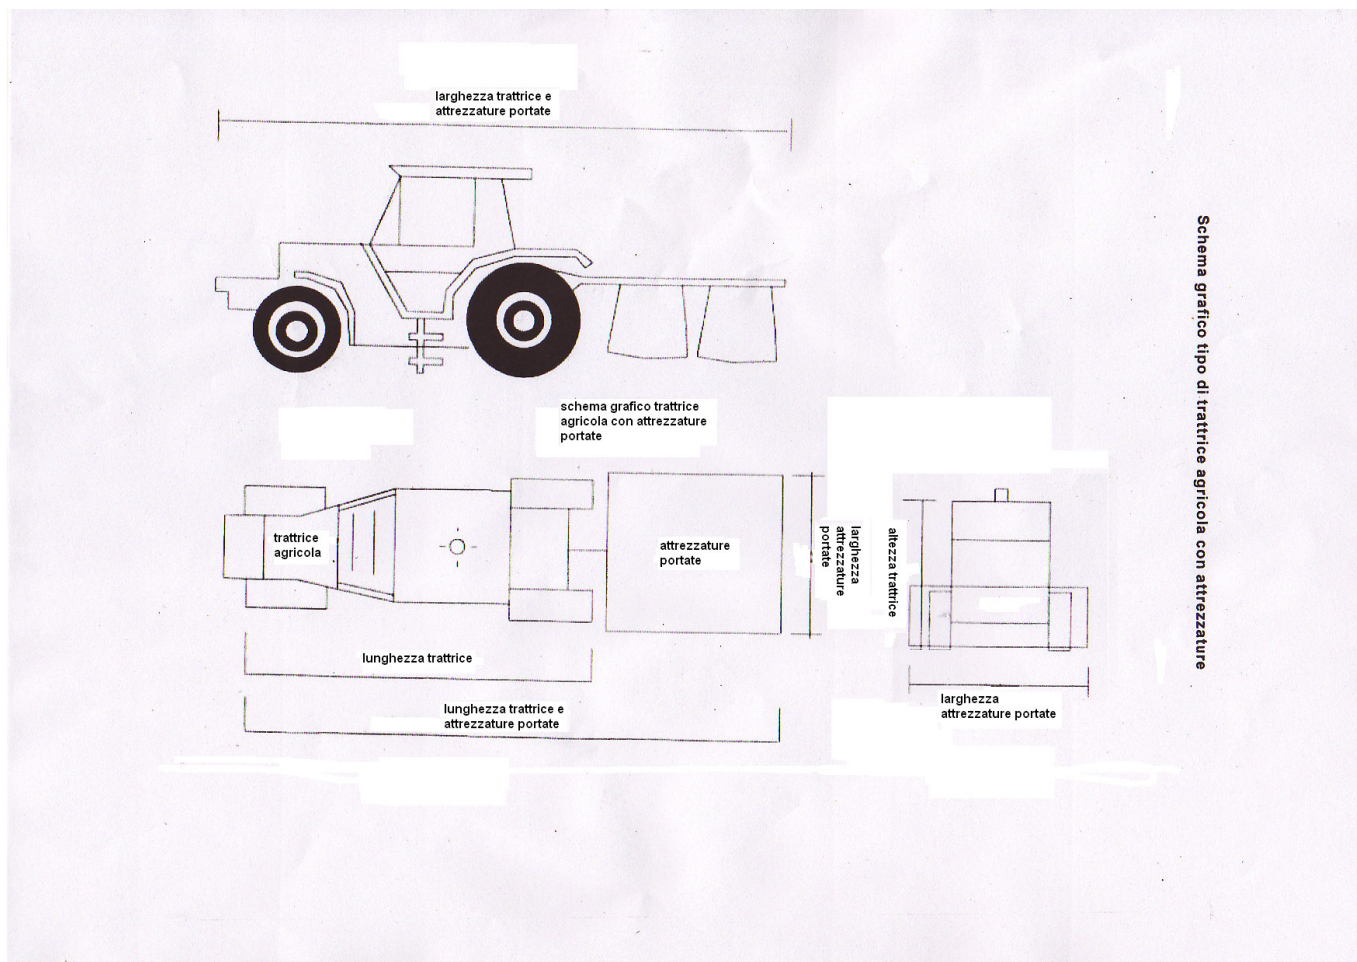 larghezza trattrice e
attrezzature portate
Schema grafico tipo di trattrice agricola con attrezzature
schema grafico trattrice
agricola con attrezzature
portate
trattrice
agricola
attrezzature
portate
larghezza
attrezzature
portate
altezza trattrice
lunghezza trattrice
larghezza
attrezzature portate
lunghezza trattrice e
attrezzature portate